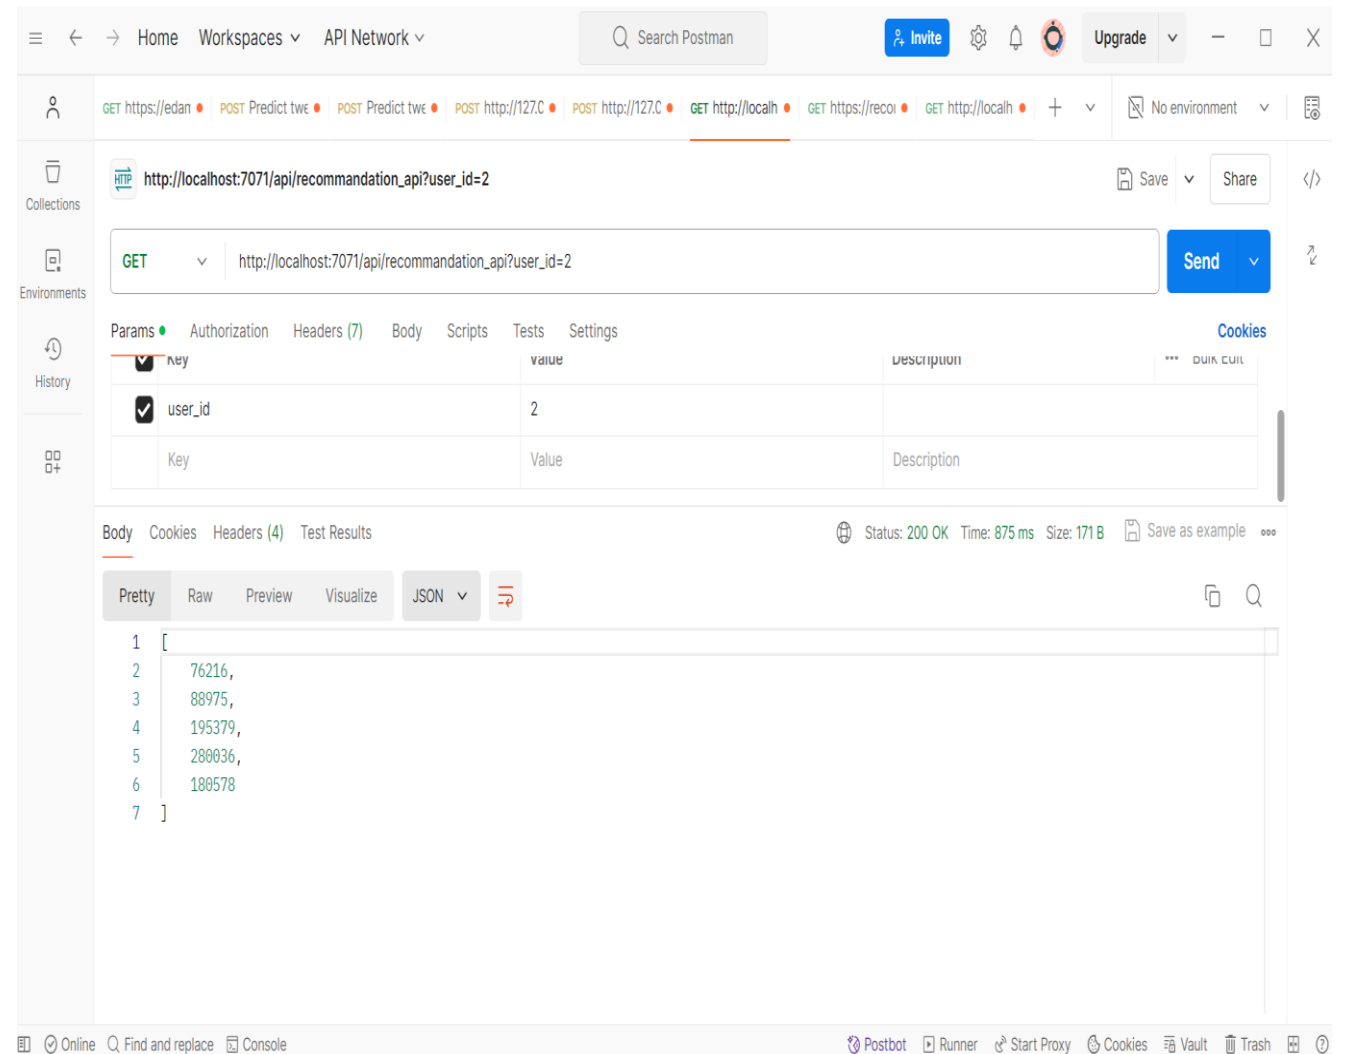 Home Workspaces API Network Search Postman Invite Upgrade
GET https://edan POST Predict twe POST Predict twe POST http://127.0 POST http://127.0 GET http://localh GET https://recoi GET http://localh No environment
HTTP http://localhost:7071/api/recommandation_api?user_id=2 Save Share
Collections
GET http://localhost:7071/api/recommandation_api?user_id=2 Send
Environments
Params Authorization Headers (7) Body Scripts Tests Settings Cookies
Key Value Description Bulk Edit
History
user_id 2
Key Value Description
Body Cookies Headers (4) Test Results Status: 200 OK Time: 875 ms Size: 171 B Save as example
Pretty Raw Preview Visualize JSON
1 [
2 76216,
3 88975,
4 195379,
5 280036,
6 180578
7 ]
Online Find and replace Console Postbot Runner Start Proxy Cookies Vault Trash